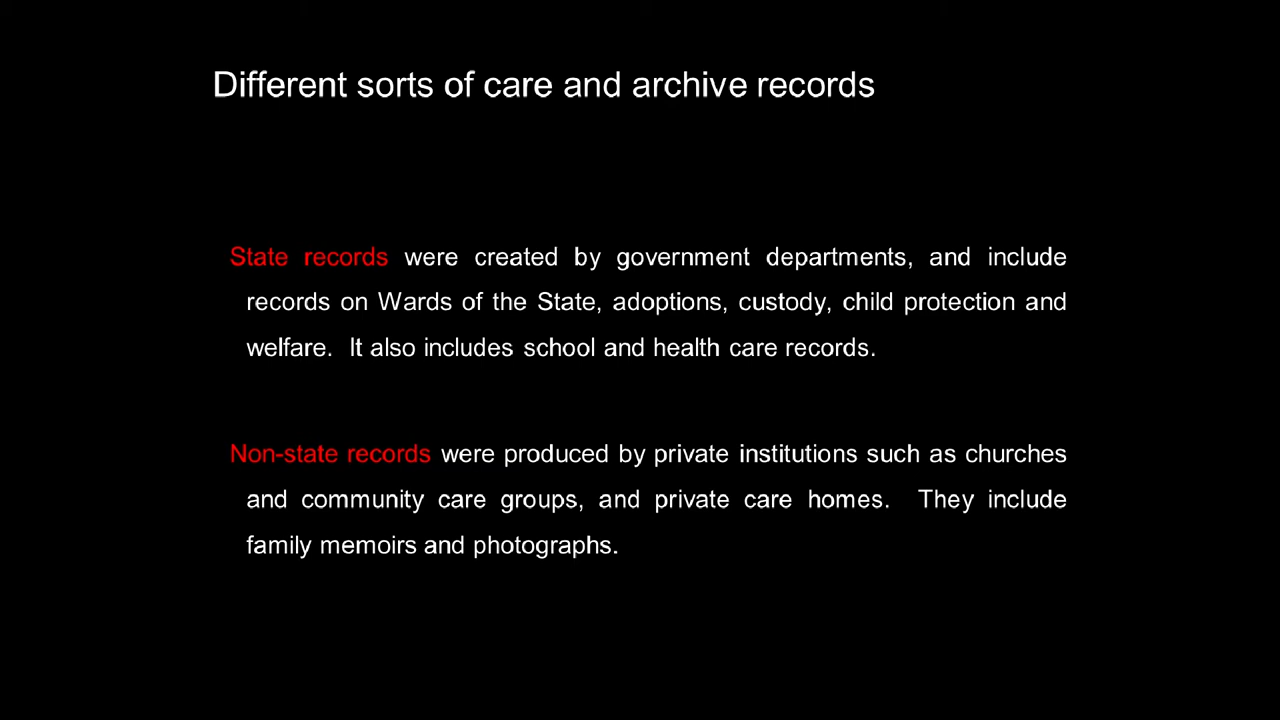 Different sorts of care and archive records
State records were created by government departments, and include
records on Wards of the State, adoptions, custody, child protection and
welfare.  It also includes school and health care records.
Non-state records were produced by private institutions such as churches
and community care groups, and private care homes.  They include
family memoirs and photographs.